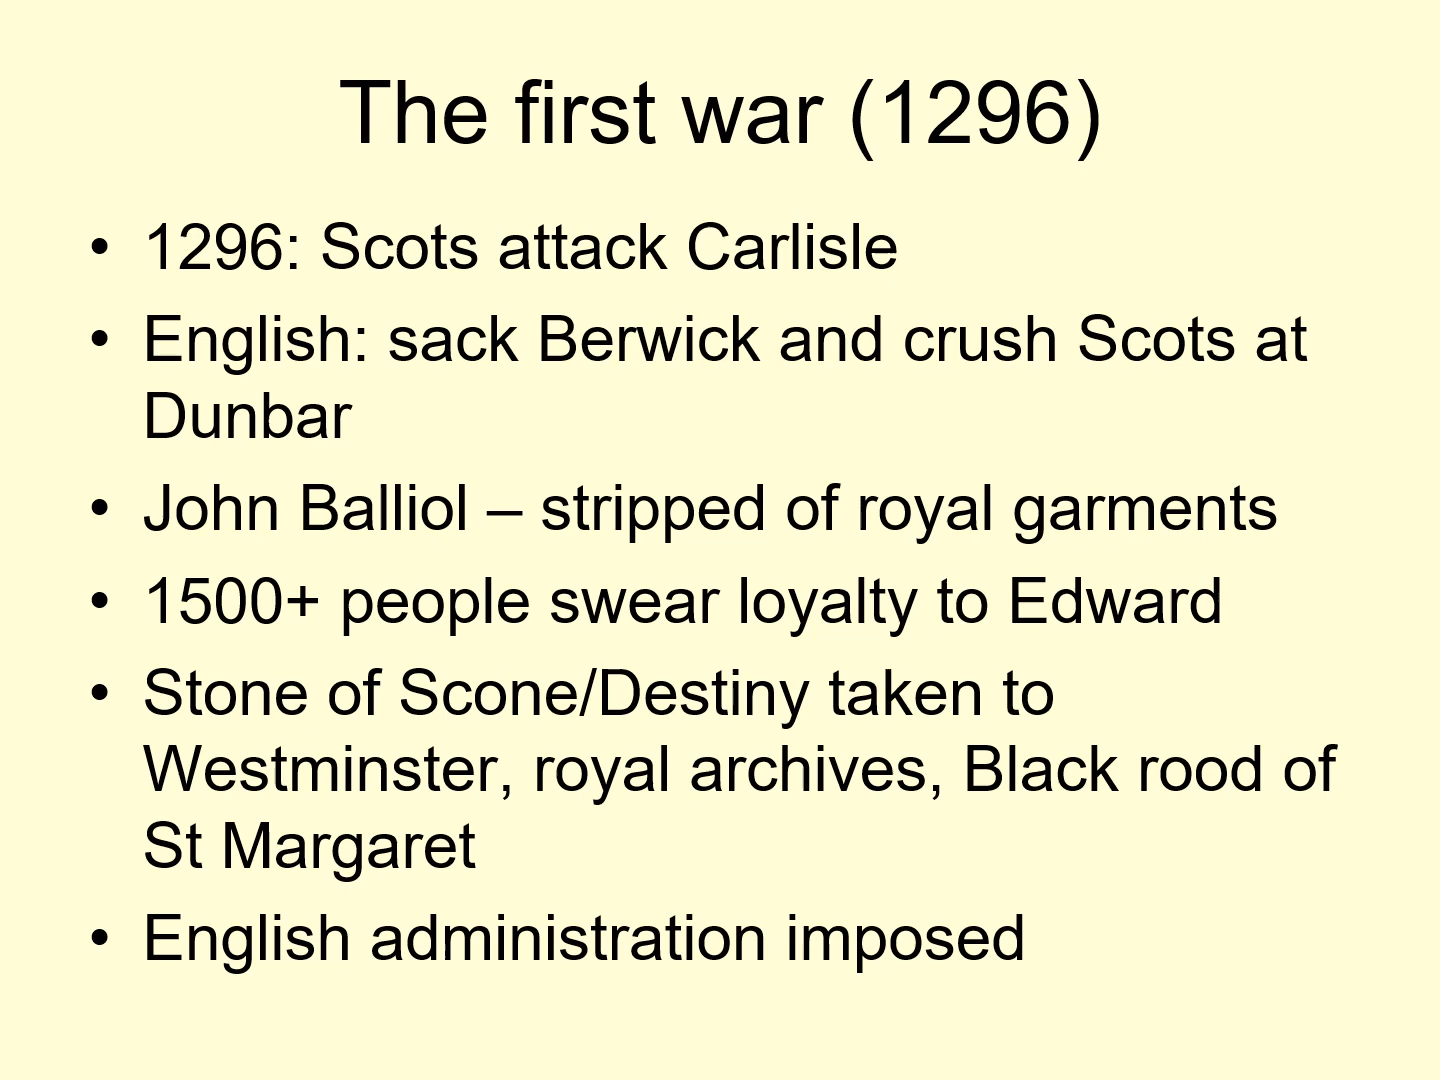 The first war (1296)
• 1296: Scots attack Carlisle
• English: sack Berwick and crush Scots at
Dunbar
• John Balliol – stripped of royal garments
• 1500+ people swear loyalty to Edward
• Stone of Scone/Destiny taken to
Westminster, royal archives, Black rood of
St Margaret
• English administration imposed